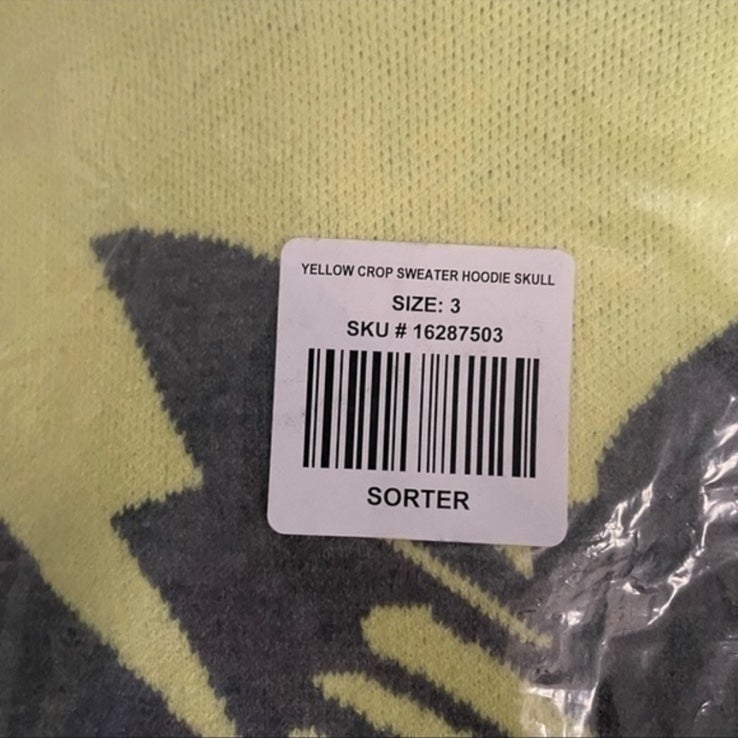 YELLOW CROP SWEATER HOODIE SKULL
SIZE: 3
SKU # 16287503
SORTER